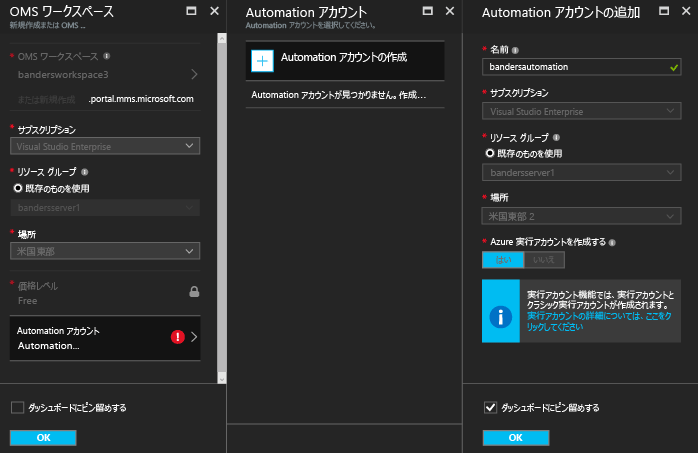 OMS ワークスペース
新規作成または OMS ...
* OMS ワークスペース
bandersworkspace3
または新規作成 .portal.mms.microsoft.com
* サブスクリプション
Visual Studio Enterprise
* リソース グループ
既存のものを使用
bandersserver1
* 場所
米国東部
* 価格レベル
Free
Automation アカウント
Automation...
ダッシュボードにピン留めする
OK
Automation アカウント
Automation アカウントを選択してください。
Automation アカウントの作成
Automation アカウントが見つかりません。作成...
Automation アカウントの追加
* 名前
bandersautomation
* サブスクリプション
Visual Studio Enterprise
* リソース グループ
既存のものを使用
bandersserver1
* 場所
米国東部 2
* Azure 実行アカウントを作成する
はい いいえ
実行アカウント機能では、実行アカウントと
クラシック実行アカウントが作成されます。
実行アカウントの詳細については、ここをク
リックしてください
ダッシュボードにピン留めする
OK